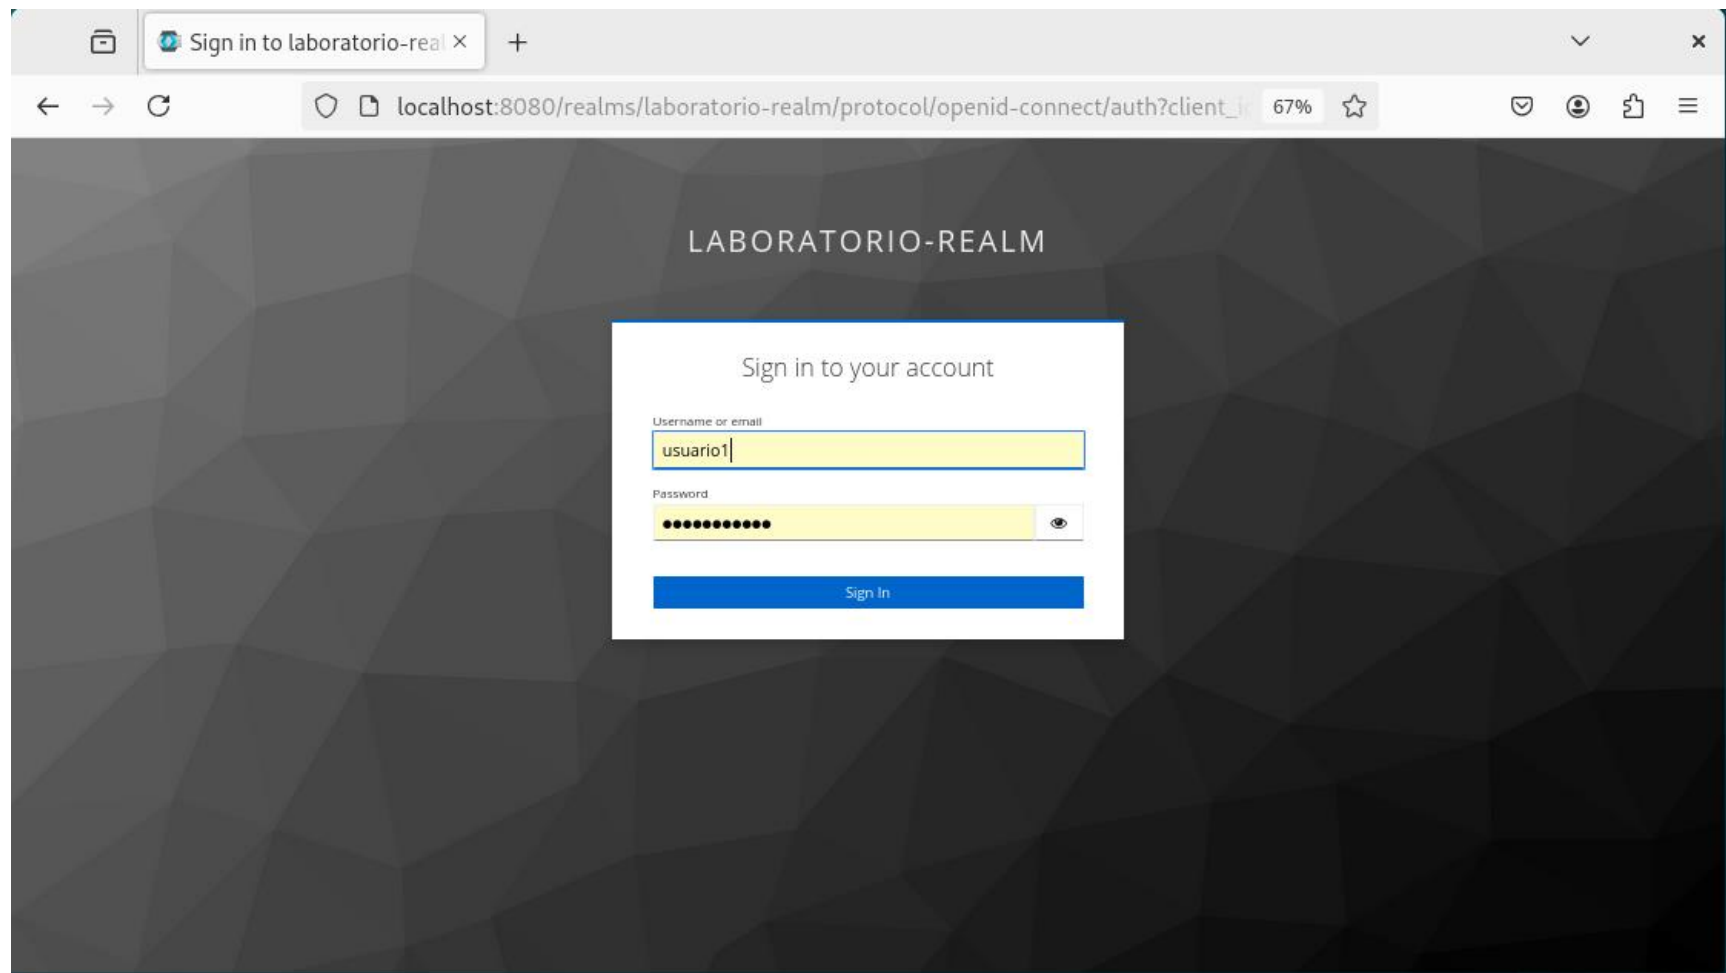 Sign in to laboratorio-real
localhost:8080/realms/laboratorio-realm/protocol/openid-connect/auth?client_i
67%
LABORATORIO-REALM
Sign in to your account
Username or email
usuario1
Password
Sign In